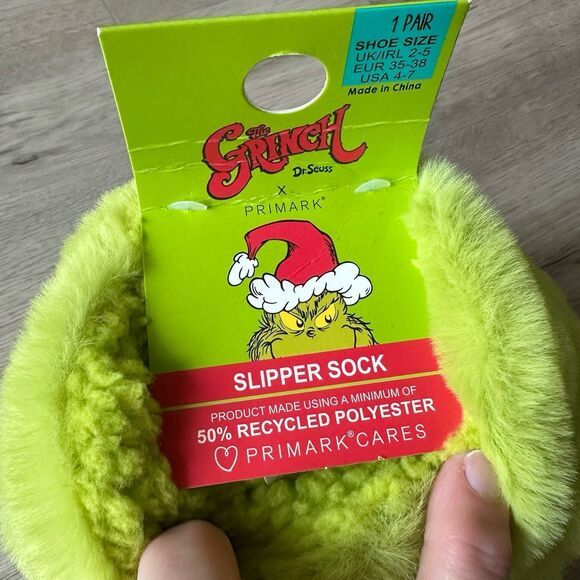 1 PAIR
SHOE SIZE
UK/IRL 2-5
EUR 35-38
USA 4-7
Made in China
The
GRINCH
Dr. Seuss
X
PRIMARK®
SLIPPER SOCK
PRODUCT MADE USING A MINIMUM OF
50% RECYCLED POLYESTER
PRIMARK®CARES